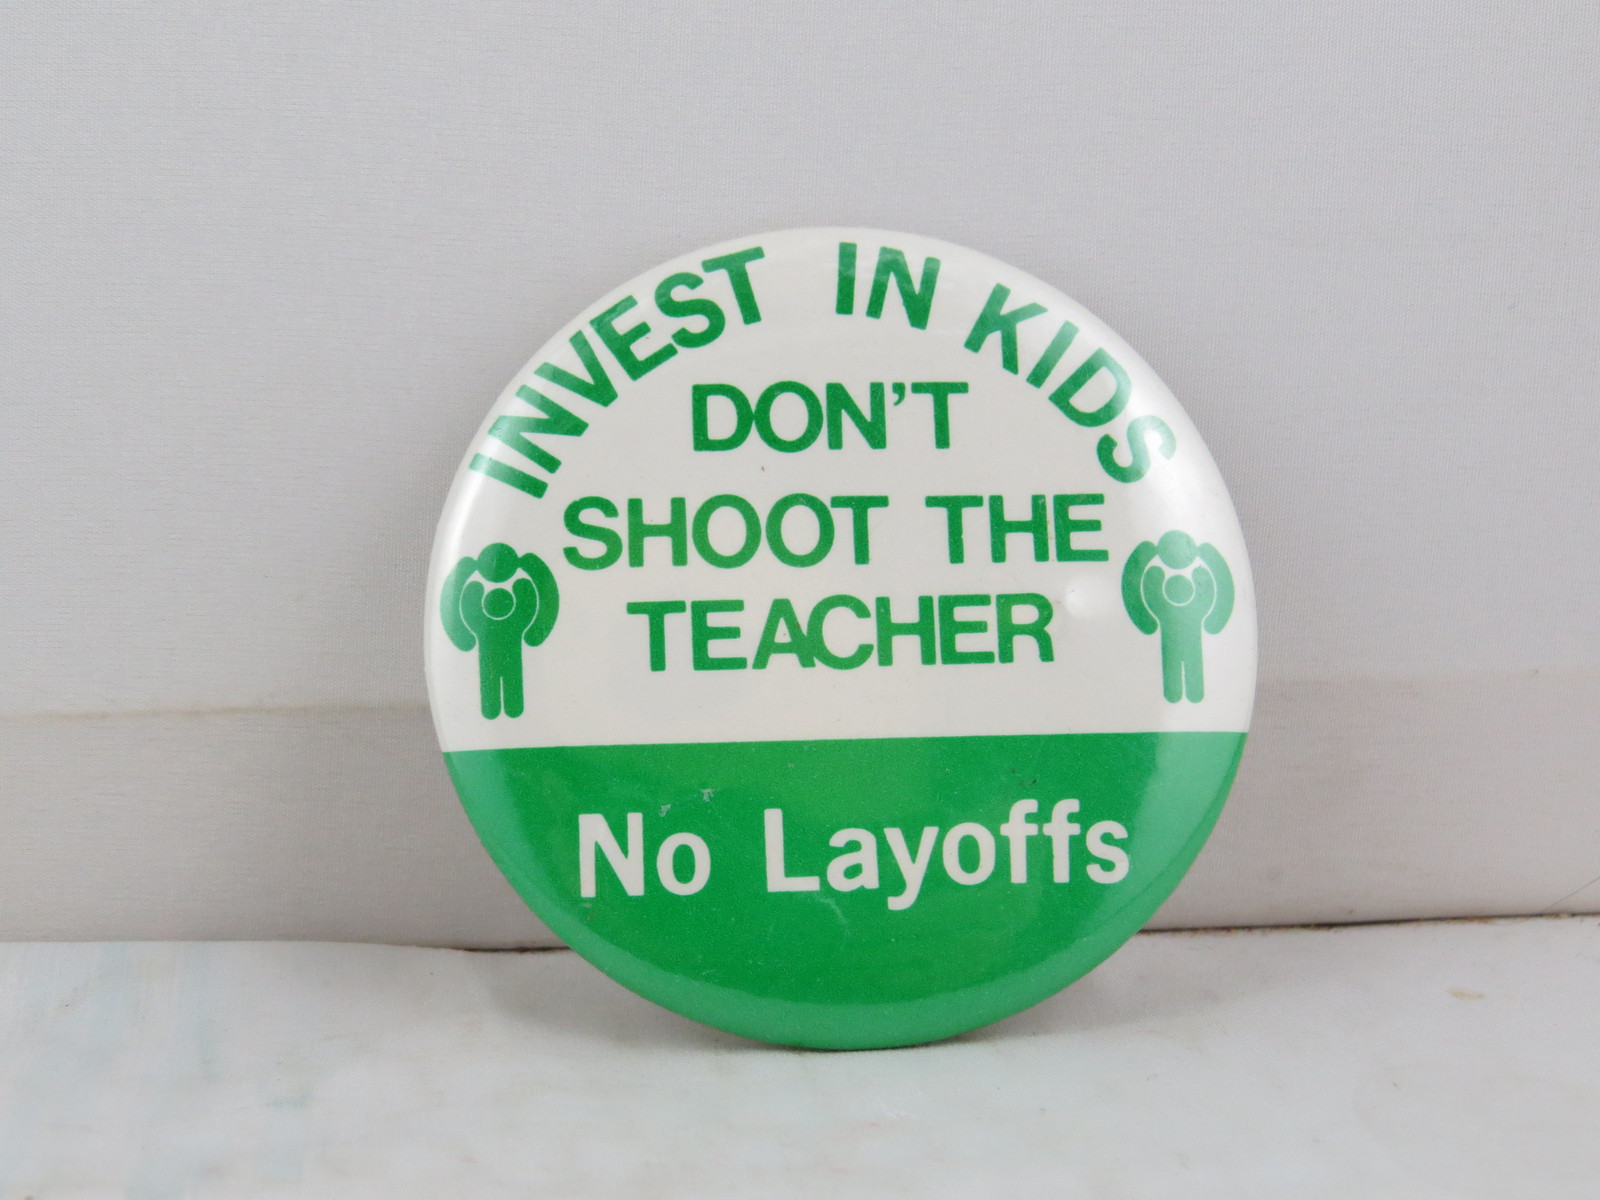 INVEST IN KIDS
DON'T
SHOOT THE
TEACHER
No Layoffs